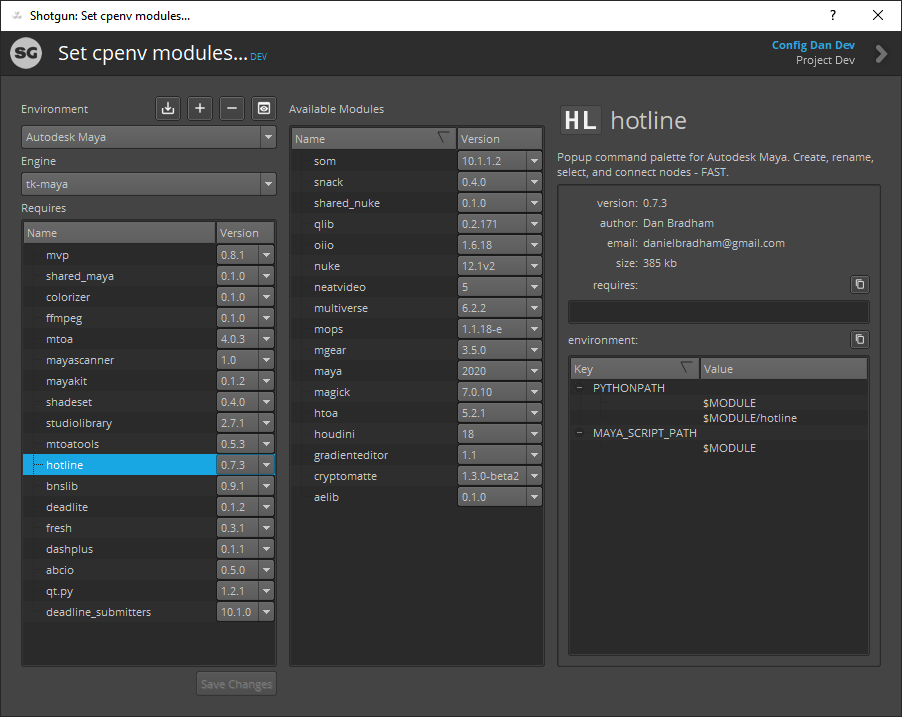 Shotgun: Set cpenv modules...
?
SG
Set cpenv modules... DEV
Config Dan Dev
Project Dev
Environment
Autodesk Maya
Engine
tk-maya
Requires
Name Version
mvp 0.8.1
shared_maya 0.1.0
colorizer 0.1.0
ffmpeg 0.1.0
mtoa 4.0.3
mayascanner 1.0
mayakit 0.1.2
shadeset 0.4.0
studiolibrary 2.7.1
mtoatools 0.5.3
hotline 0.7.3
bnslib 0.9.1
deadlite 0.1.2
fresh 0.3.1
dashplus 0.1.1
abcio 0.5.0
qt.py 1.2.1
deadline_submitters 10.1.0
Save Changes
Available Modules
Name Version
som 10.1.1.2
snack 0.4.0
shared_nuke 0.1.0
qlib 0.2.171
oiio 1.6.18
nuke 12.1v2
neatvideo 5
multiverse 6.2.2
mops 1.1.18-e
mgear 3.5.0
maya 2020
magick 7.0.10
htoa 5.2.1
houdini 18
gradienteditor 1.1
cryptomatte 1.3.0-beta2
aelib 0.1.0
HL hotline
Popup command palette for Autodesk Maya. Create, rename,
select, and connect nodes - FAST.
version: 0.7.3
author: Dan Bradham
email: danielbradham@gmail.com
size: 385 kb
requires:
environment:
Key Value
PYTHONPATH
$MODULE
$MODULE/hotline
MAYA_SCRIPT_PATH
$MODULE